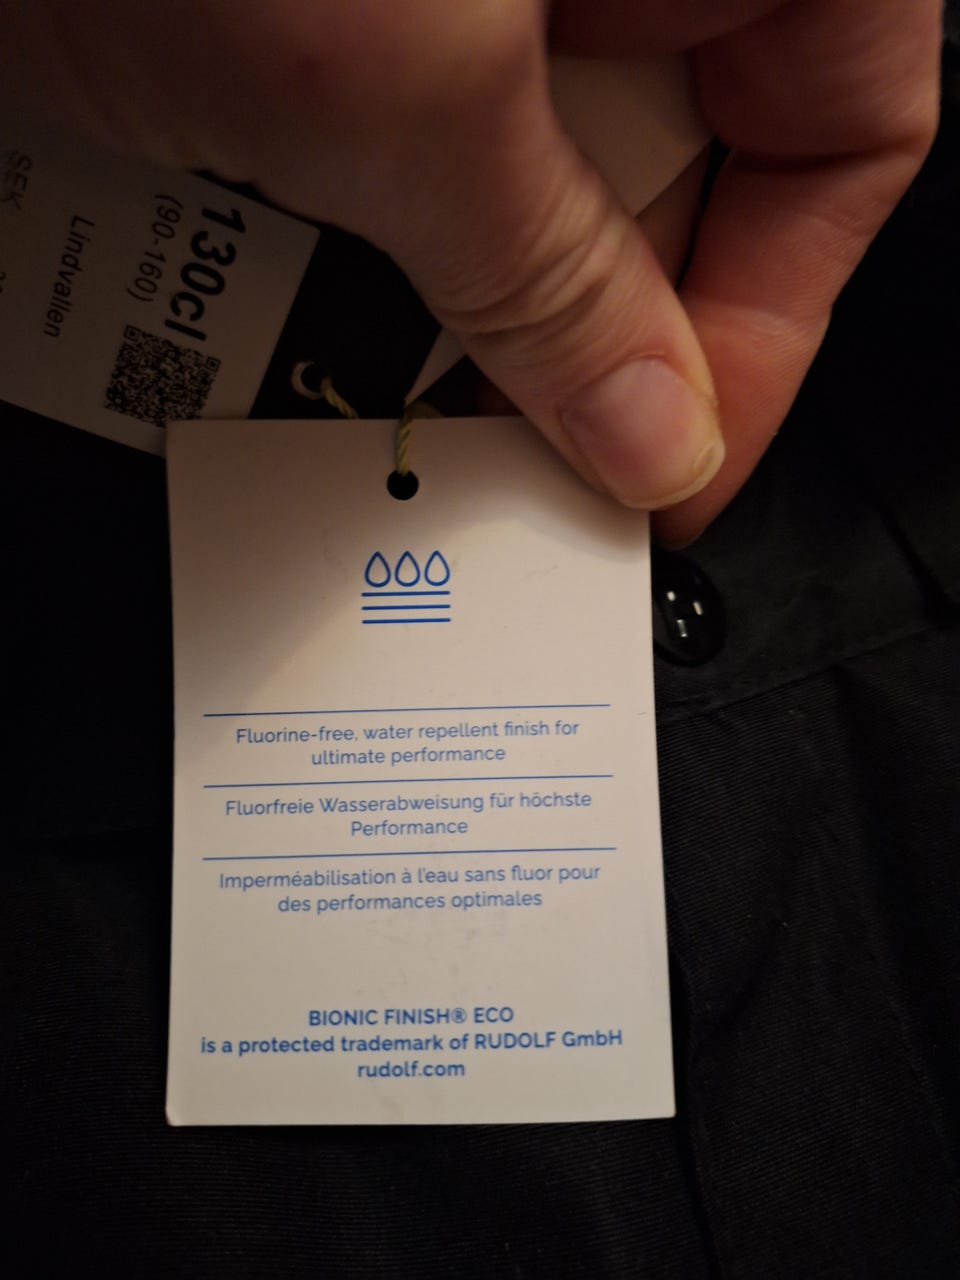 SEK
Lindvallen
(90-160)
130cl
Fluorine-free, water repellent finish for
ultimate performance
Fluorfreie Wasserabweisung für höchste
Performance
Imperméabilisation à l'eau sans fluor pour
des performances optimales
BIONIC FINISH® ECO
is a protected trademark of RUDOLF GmbH
rudolf.com